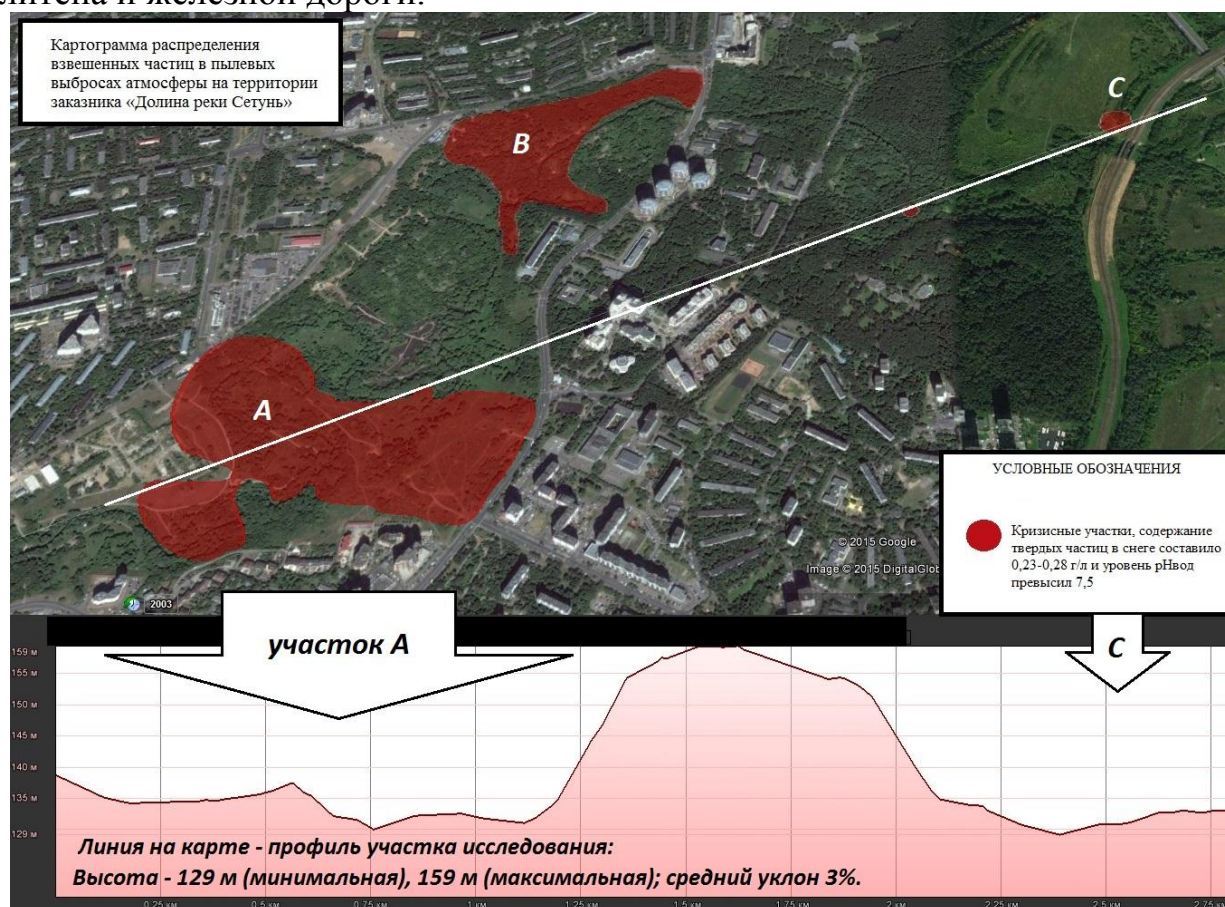 литена и железной дороги.
Картограмма распределения
взвешенных частиц в пылевых
выбросах атмосферы на территории
заказника «Долина реки Сетунь»
C
B
A
УСЛОВНЫЕ ОБОЗНАЧЕНИЯ
Кризисные участки, содержание
твердых частиц в снеге составило
0,23-0,28 г/л и уровень pHвод
превысил 7,5
© 2015 Google
Image © 2015 DigitalGlob
2003
участок А
С
159 м
155 м
150 м
145 м
140 м
135 м
129 м
Линия на карте - профиль участка исследования:
Высота - 129 м (минимальная), 159 м (максимальная); средний уклон 3%.
0,25 км
0,5 км
0,75 км
1 км
1,25 км
1,5 км
1,75 км
2 км
2,25 км
2,5 км
2,75 км